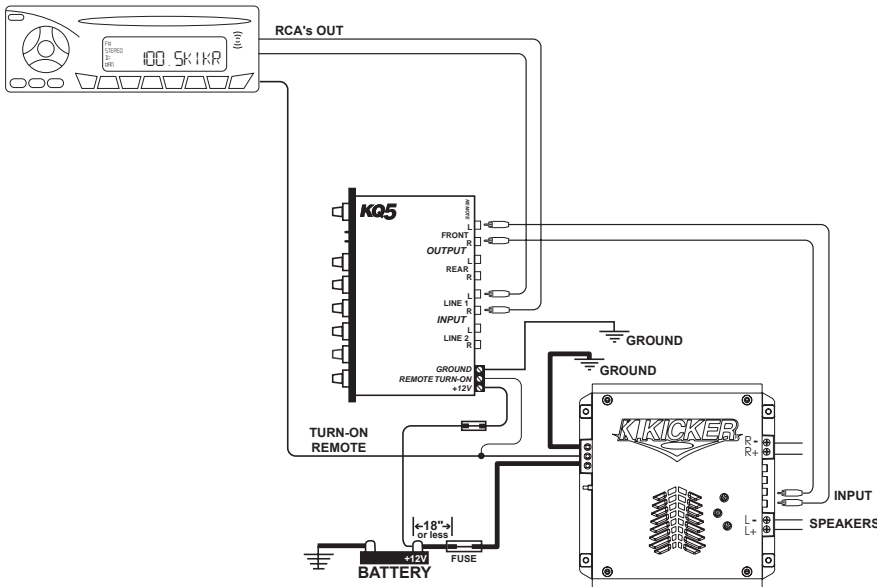 RCA's OUT
FM
STEREO
100.5KIKR
KQ5
REMOTE
L
FRONT
R
OUTPUT
L
REAR
R
L
LINE 1
R
INPUT
L
LINE 2
R
GROUND
REMOTE TURN-ON
+12V
GROUND
GROUND
TURN-ON
REMOTE
KICKER
R-
R+
INPUT
L-
L+
SPEAKERS
18"
or less
+12V
BATTERY
FUSE